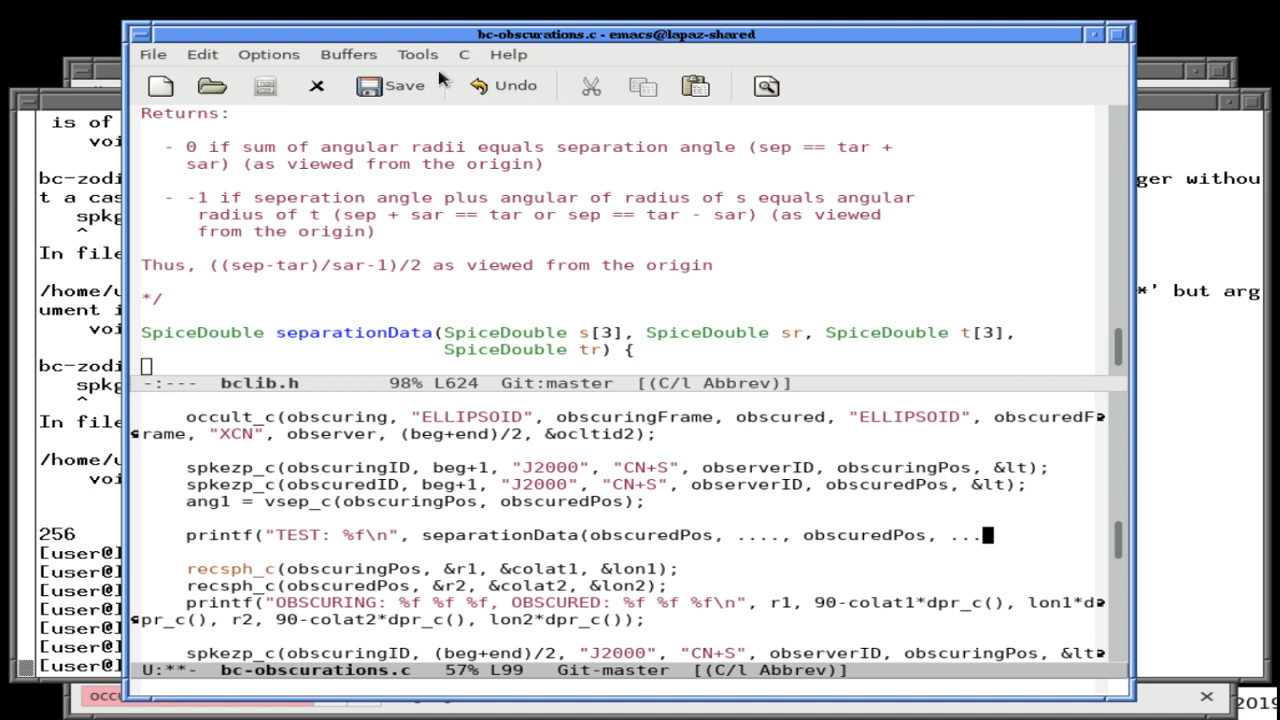 bc-obscurations.c - emacs@lapaz-shared
File Edit Options Buffers Tools C Help
Save Undo
Returns:
- 0 if sum of angular radii equals separation angle (sep == tar +
sar) (as viewed from the origin)
- -1 if seperation angle plus angular of radius of s equals angular
radius of t (sep + sar == tar or sep == tar - sar) (as viewed
from the origin)
Thus, ((sep-tar)/sar-1)/2 as viewed from the origin
*/
SpiceDouble separationData(SpiceDouble s[3], SpiceDouble sr, SpiceDouble t[3],
SpiceDouble tr) {
-:--- bclib.h 98% L624 Git:master [(C/l Abbrev)]
occult_c(obscuring, "ELLIPSOID", obscuringFrame, obscured, "ELLIPSOID", obscuredF
rame, "XCN", observer, (beg+end)/2, &ocltid2);
spkezp_c(obscuringID, beg+1, "J2000", "CN+S", observerID, obscuringPos, &lt);
spkezp_c(obscuredID, beg+1, "J2000", "CN+S", observerID, obscuredPos, &lt);
ang1 = vsep_c(obscuringPos, obscuredPos);
printf("TEST: %f\n", separationData(obscuredPos, ...., obscuredPos, ...
recsph_c(obscuringPos, &r1, &colat1, &lon1);
recsph_c(obscuredPos, &r2, &colat2, &lon2);
printf("OBSCURING: %f %f %f, OBSCURED: %f %f %f\n", r1, 90-colat1*dpr_c(), lon1*d
pr_c(), r2, 90-colat2*dpr_c(), lon2*dpr_c());
spkezp_c(obscuringID, (beg+end)/2, "J2000", "CN+S", observerID, obscuringPos, &lt
U:**- bc-obscurations.c 57% L99 Git-master [(C/l Abbrev)]
is of
voi
bc-zodi
t a cas
spkg
^
In file
/home/u
ument i
voi
bc-zodi
spkg
^
In file
/home/u
voi
256
[user@]
[user@]
[user@]
[user@]
[user@]
[user@]
[user@]
ger withou
*' but arg
occu
2019